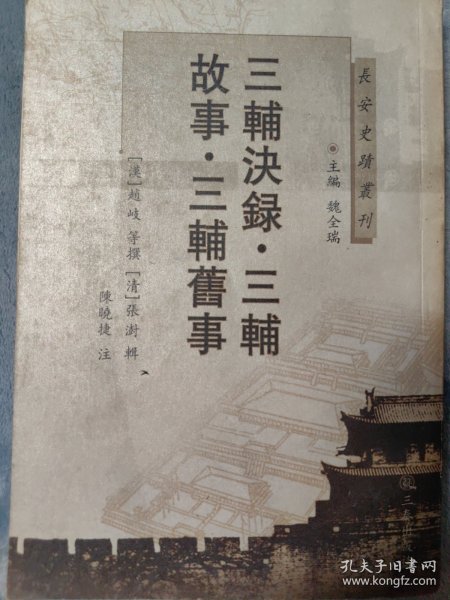 長安史蹟叢刊
主編 魏全瑞
三輔決録·三輔
故事·三輔舊事
[漢]趙岐 等撰 [清]張澍 輯
陳曉捷 注
三秦
孔夫子旧书网
www.kongfz.com